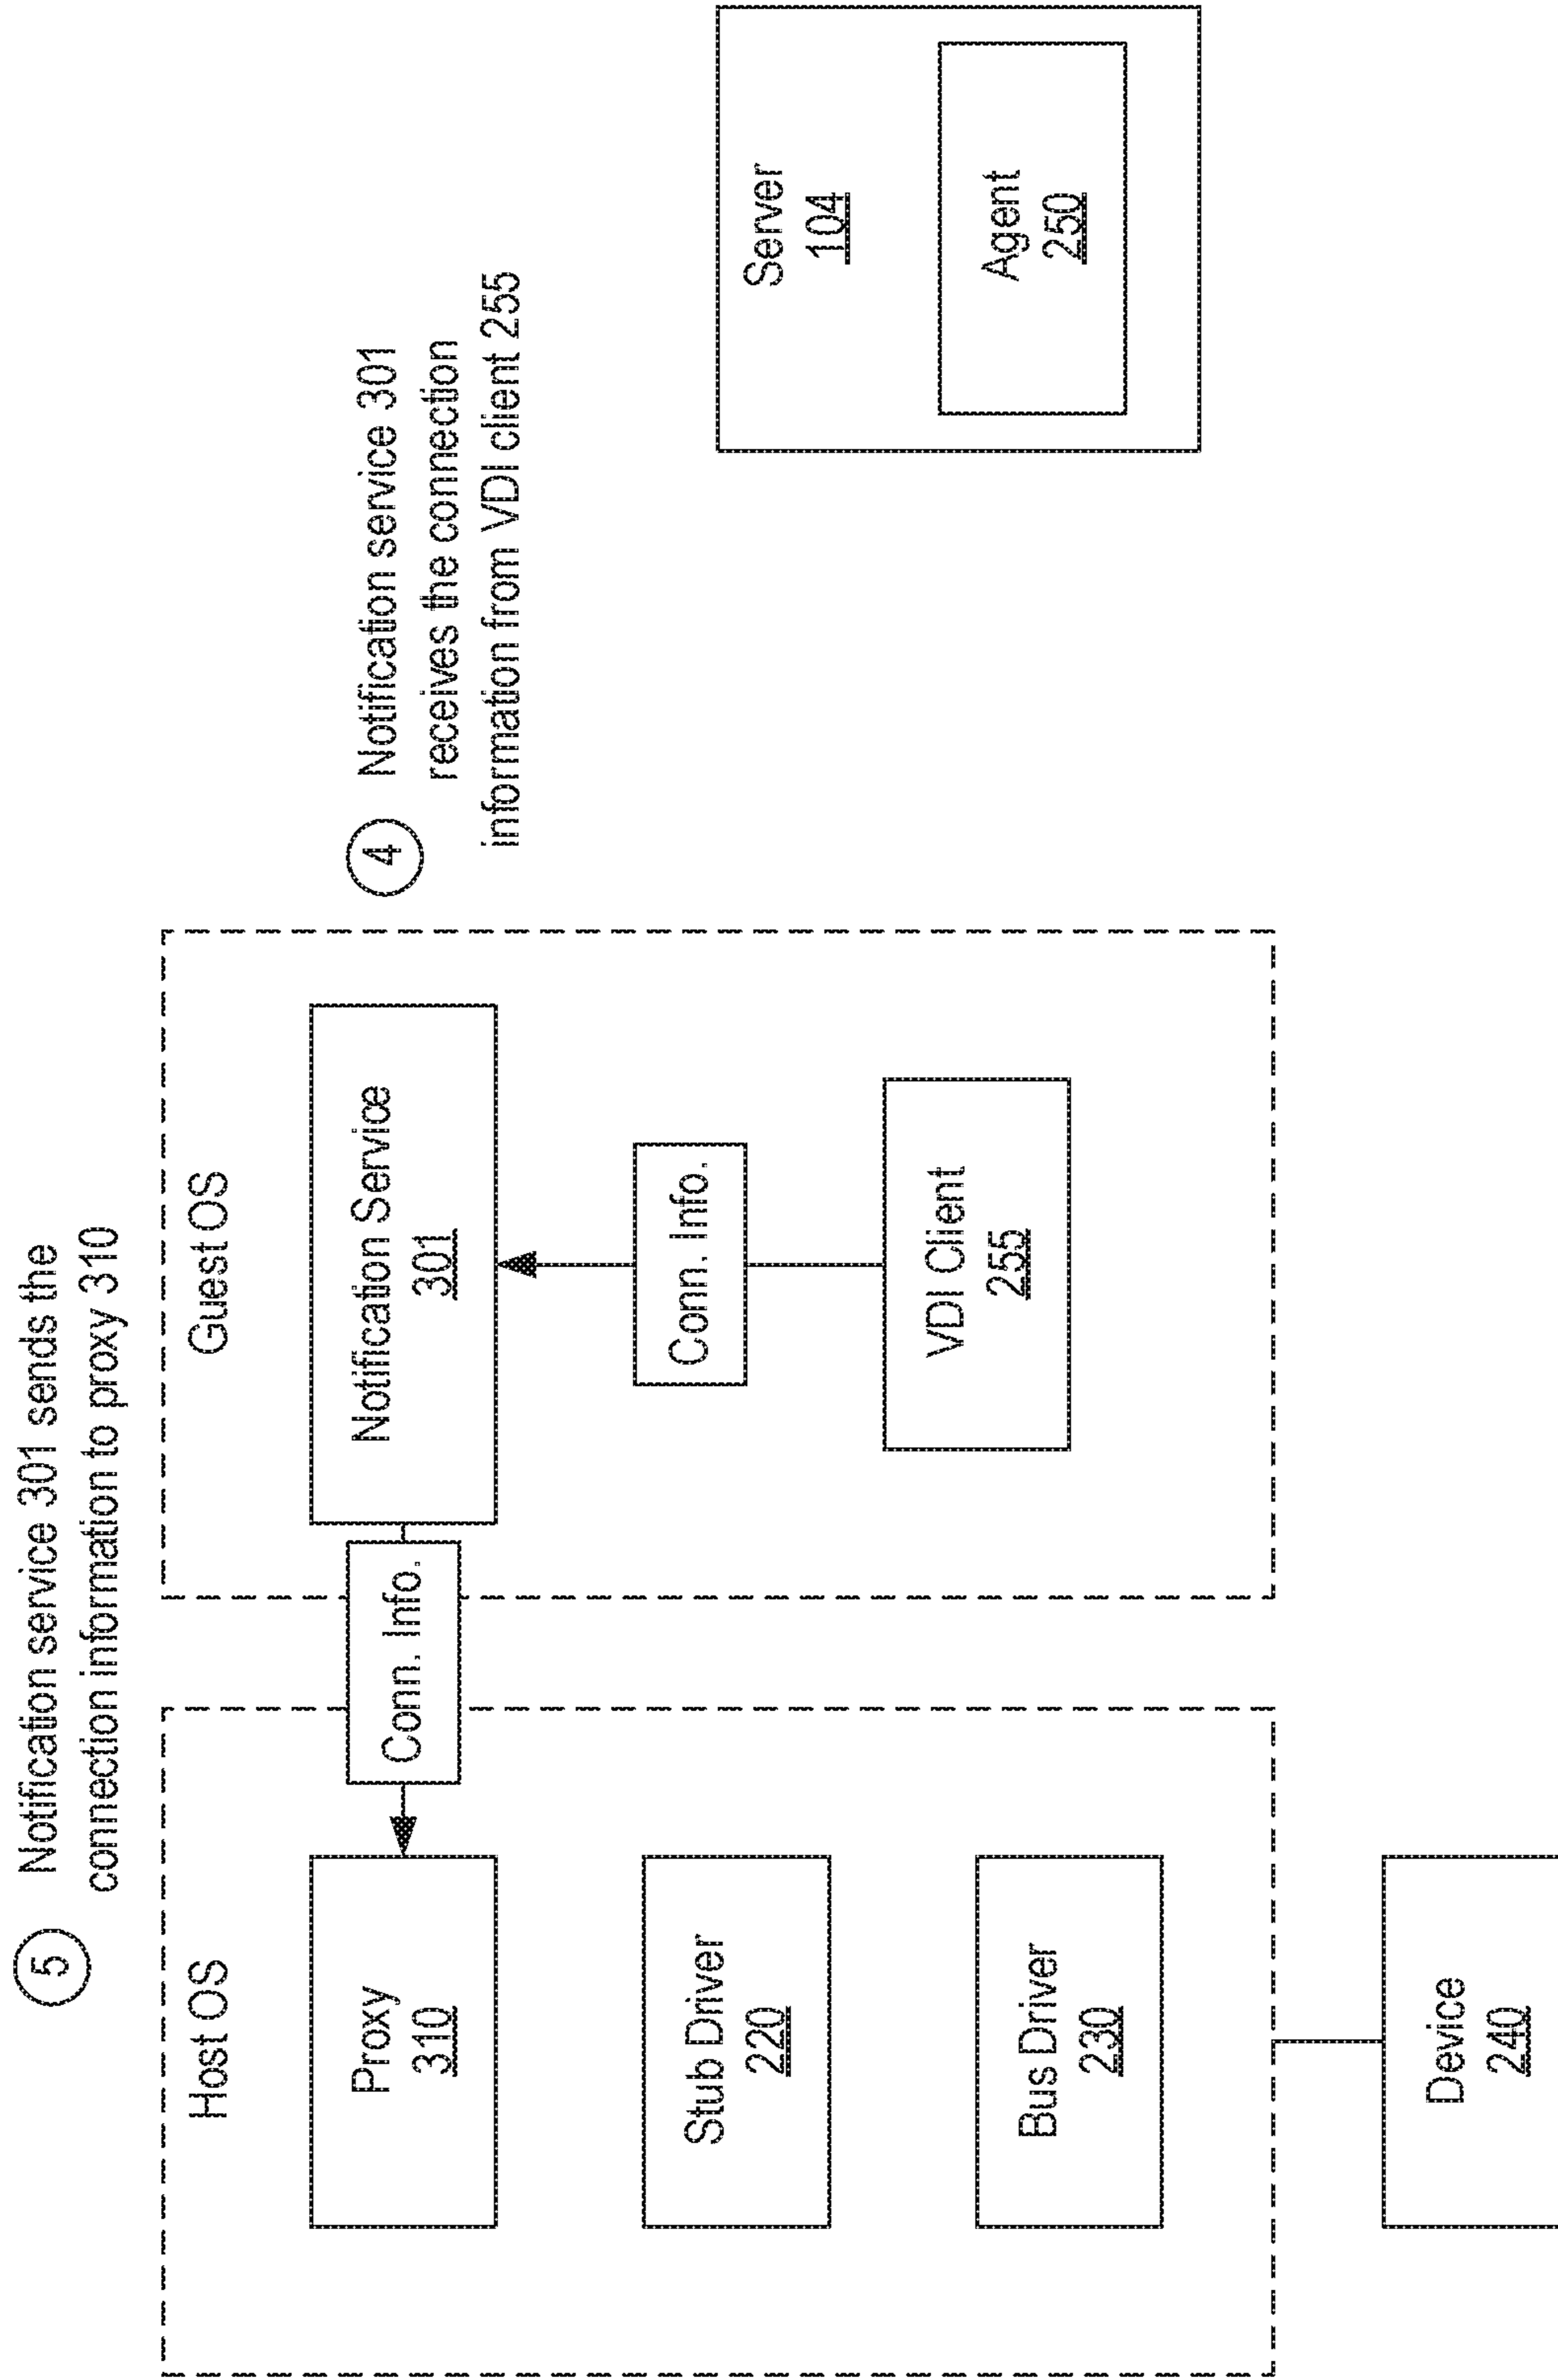 5
Notification service 301 sends the
connection information to proxy 310
Host OS
Proxy
310
Stub Driver
220
Bus Driver
230
Device
240
Conn. Info.
Guest OS
Notification Service
301
Conn. Info.
VDI Client
255
4
Notification service 301
receives the connection
information from VDI client 255
Server
104
Agent
250